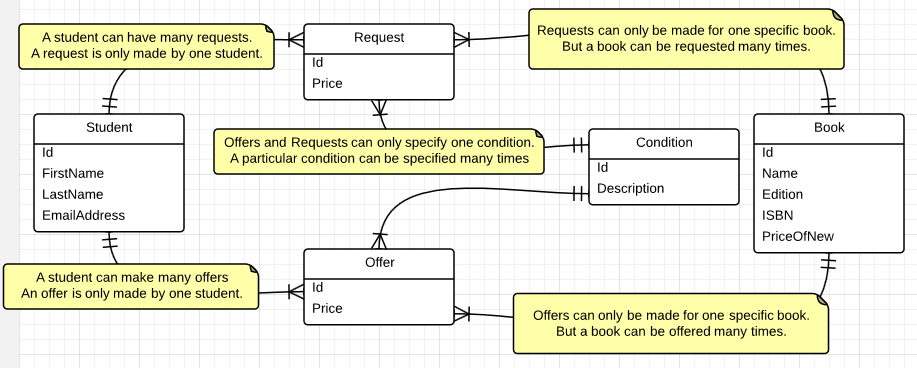 A student can have many requests.
A request is only made by one student.
Request
Id
Price
Requests can only be made for one specific book.
But a book can be requested many times.
Student
Id
FirstName
LastName
EmailAddress
Offers and Requests can only specify one condition.
A particular condition can be specified many times
Condition
Id
Description
Book
Id
Name
Edition
ISBN
PriceOfNew
A student can make many offers
An offer is only made by one student.
Offer
Id
Price
Offers can only be made for one specific book.
But a book can be offered many times.